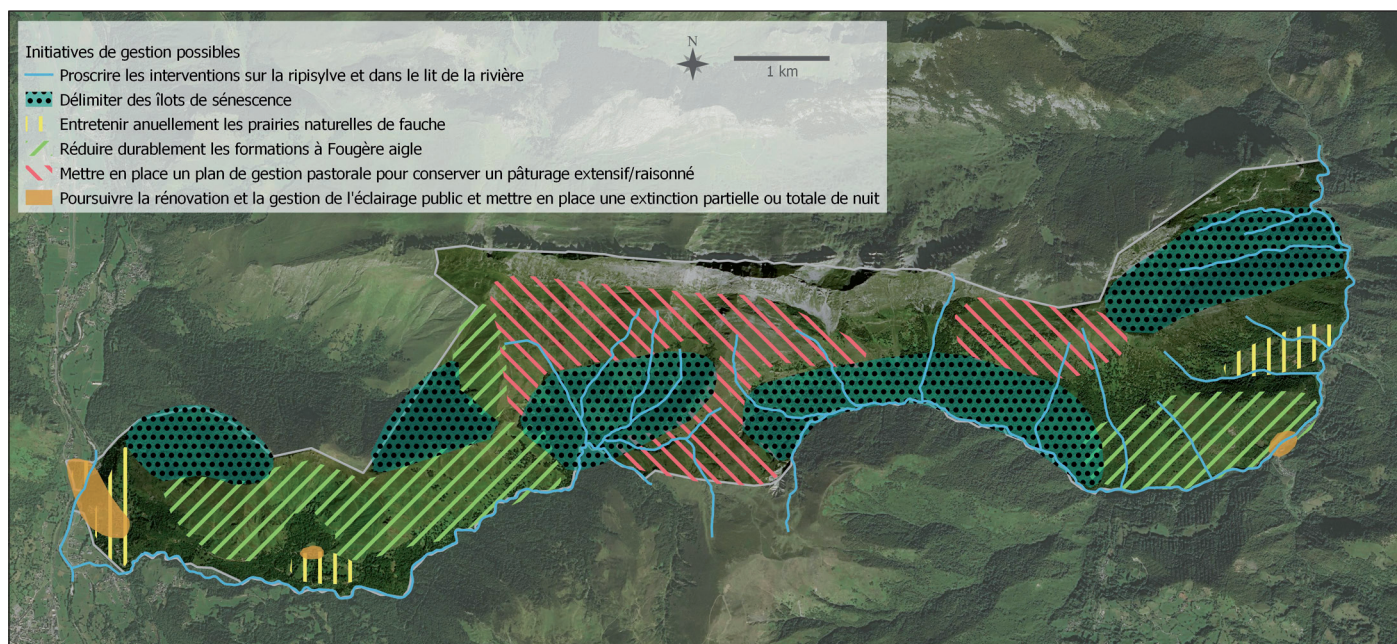 Initiatives de gestion possibles
Proscrire les interventions sur la ripisylve et dans le lit de la rivière
Délimiter des îlots de sénescence
Entretenir anuellement les prairies naturelles de fauche
Réduire durablement les formations à Fougère aigle
Mettre en place un plan de gestion pastorale pour conserver un pâturage extensif/raisonné
Poursuivre la rénovation et la gestion de l'éclairage public et mettre en place une extinction partielle ou totale de nuit
N
1 km